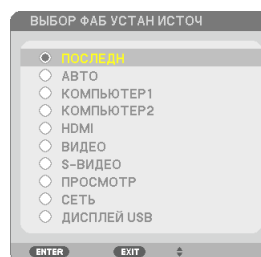 ВЫБОР ФАБ УСТАН ИСТОЧ
ПОСЛЕДН
АВТО
КОМПЬЮТЕР1
КОМПЬЮТЕР2
HDMI
ВИДЕО
S-ВИДЕО
ПРОСМОТР
СЕТЬ
ДИСПЛЕЙ USB
ENTER EXIT